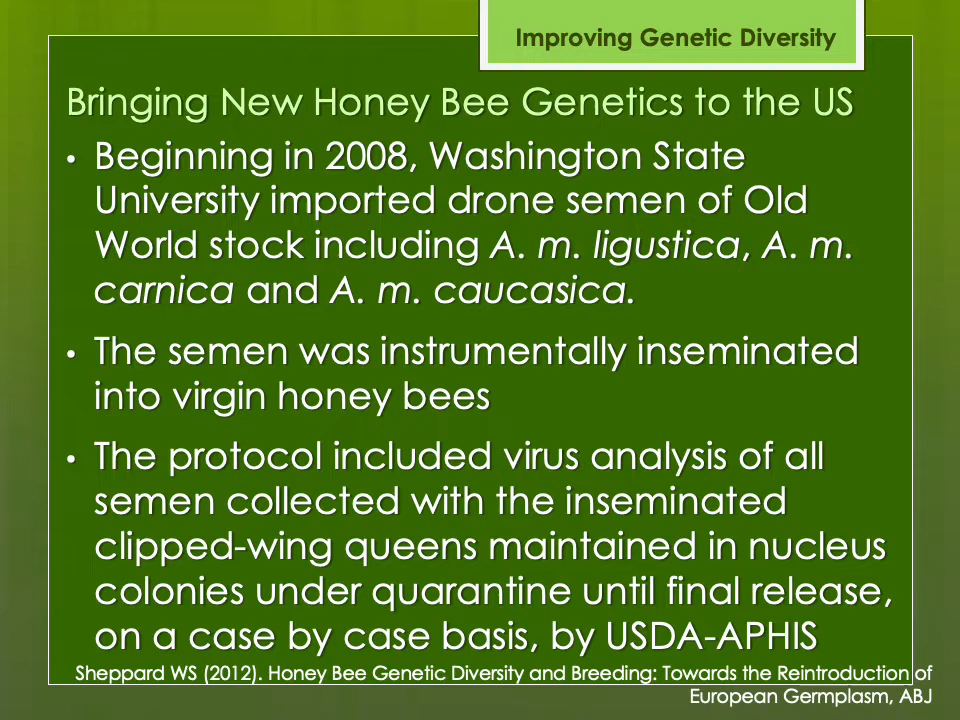 Improving Genetic Diversity
Bringing New Honey Bee Genetics to the US
• Beginning in 2008, Washington State
University imported drone semen of Old
World stock including A. m. ligustica, A. m.
carnica and A. m. caucasica.
• The semen was instrumentally inseminated
into virgin honey bees
• The protocol included virus analysis of all
semen collected with the inseminated
clipped-wing queens maintained in nucleus
colonies under quarantine until final release,
on a case by case basis, by USDA-APHIS
Sheppard WS (2012). Honey Bee Genetic Diversity and Breeding: Towards the Reintroduction of
European Germplasm, ABJ